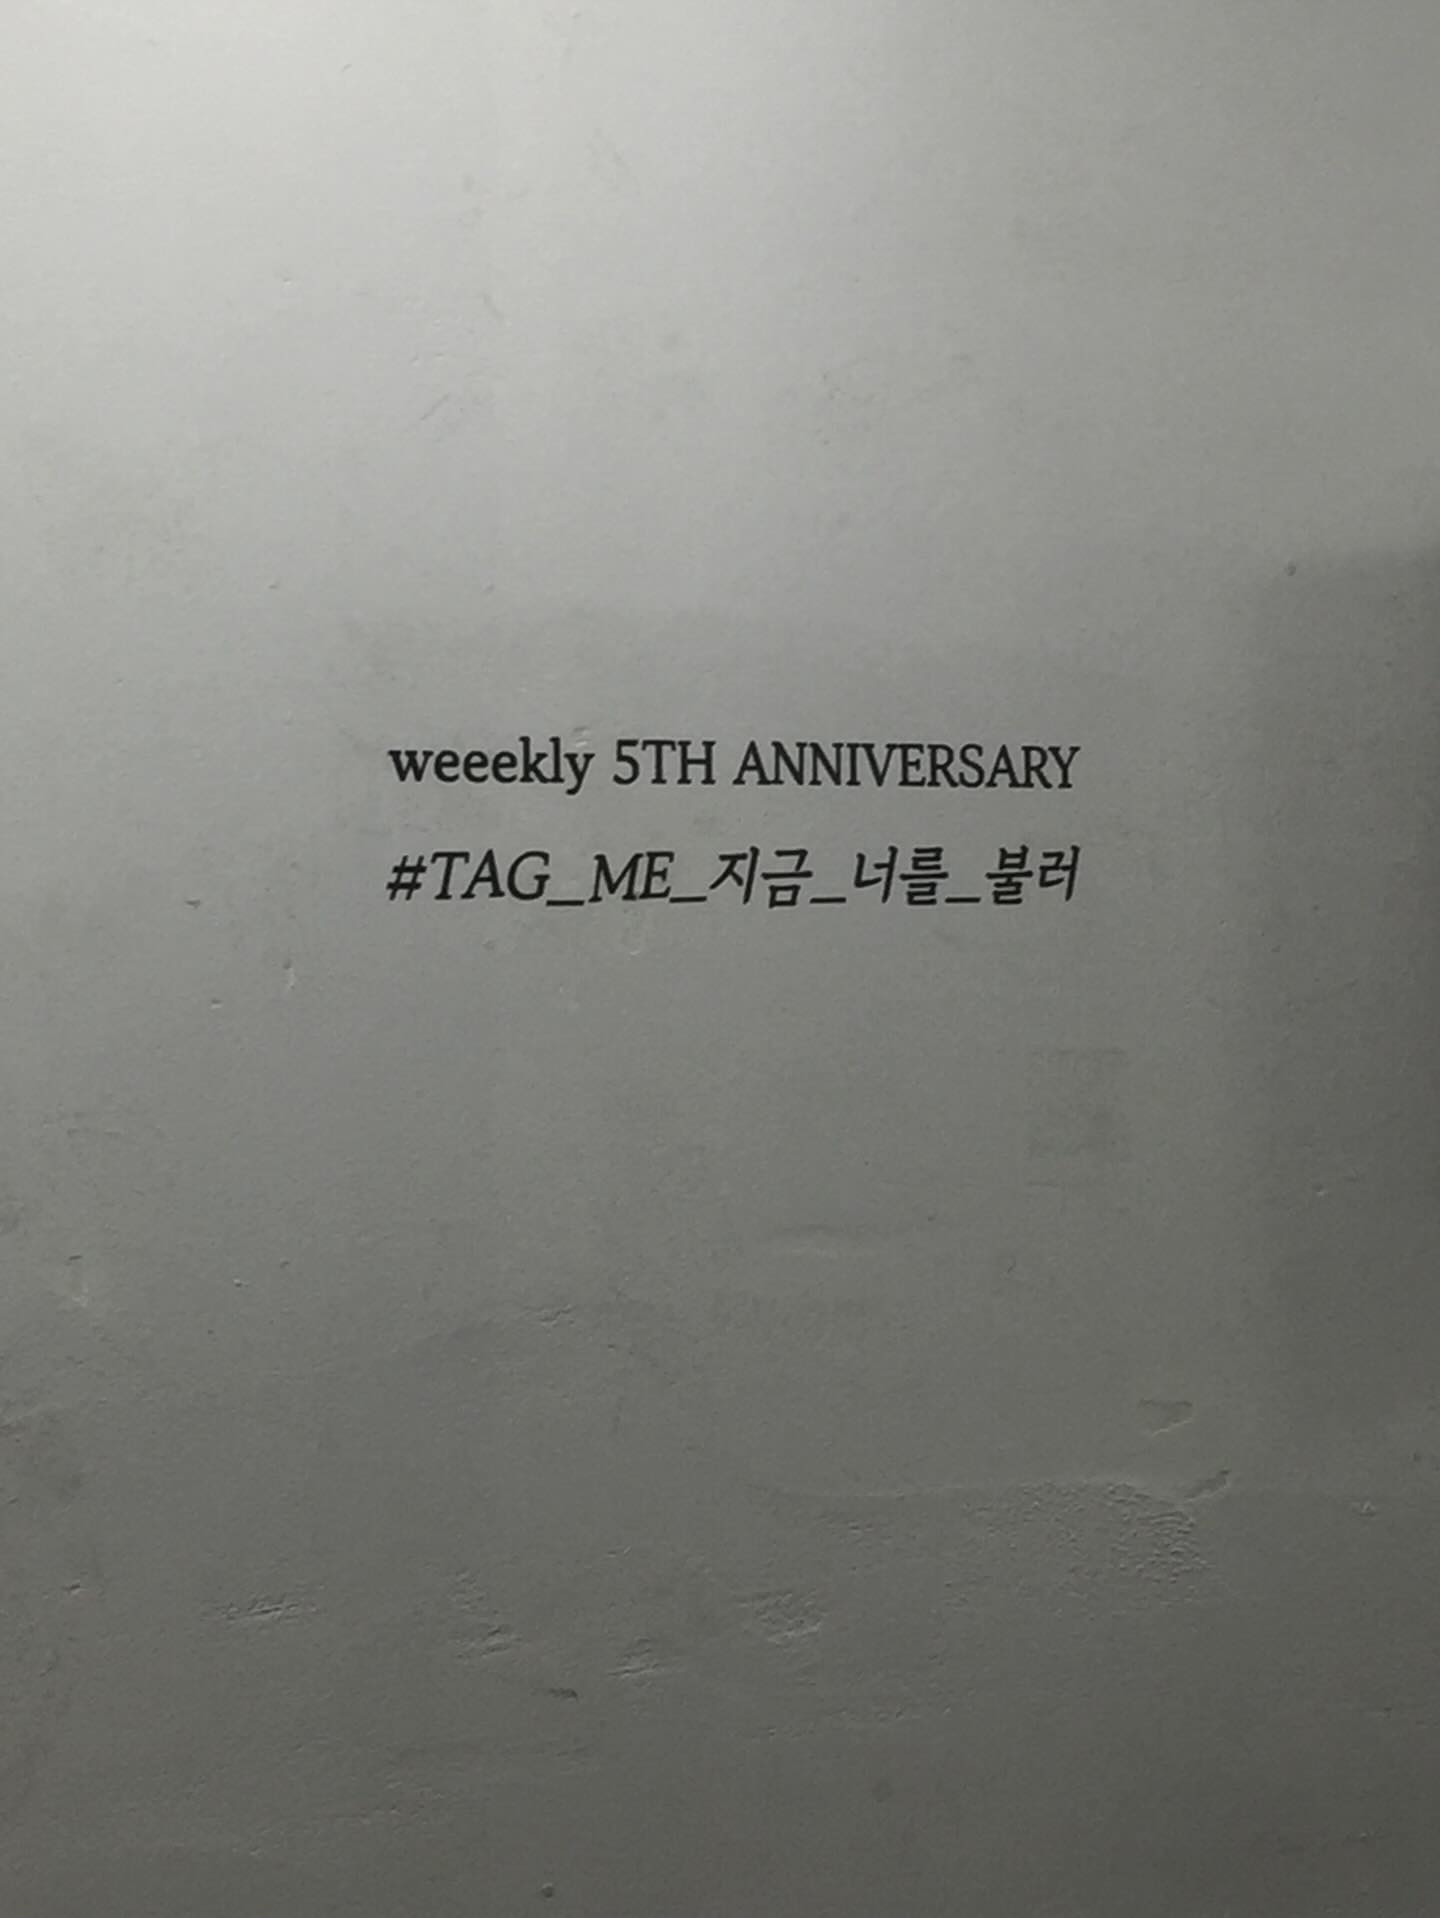 weeekly 5TH ANNIVERSARY
#TAG_ME_지금_너를_불러